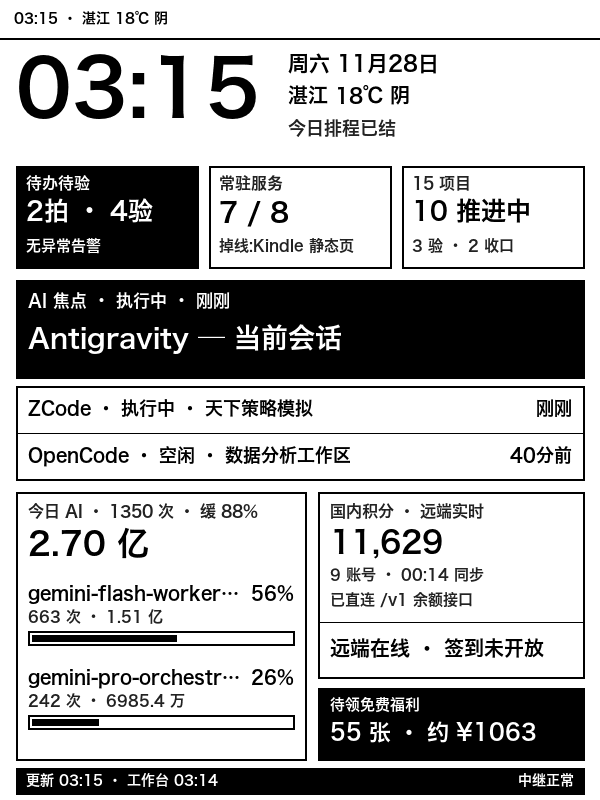 03:15 · 湛江 18℃ 阴
03:15
周六 11月28日
湛江 18℃ 阴
今日排程已结
待办待验
2拍 · 4验
无异常告警
常驻服务
7 / 8
掉线:Kindle 静态页
15 项目
10 推进中
3 验 · 2 收口
AI 焦点 · 执行中 · 刚刚
Antigravity — 当前会话
ZCode · 执行中 · 天下策略模拟 刚刚
OpenCode · 空闲 · 数据分析工作区 40分前
今日 AI · 1350 次 · 缓 88%
2.70 亿
gemini-flash-worker··· 56%
663 次 · 1.51 亿
gemini-pro-orchestr··· 26%
242 次 · 6985.4 万
国内积分 · 远端实时
11,629
9 账号 · 00:14 同步
已直连 /v1 余额接口
远端在线 · 签到未开放
待领免费福利
55 张 · 约 ¥1063
更新 03:15 · 工作台 03:14 中继正常